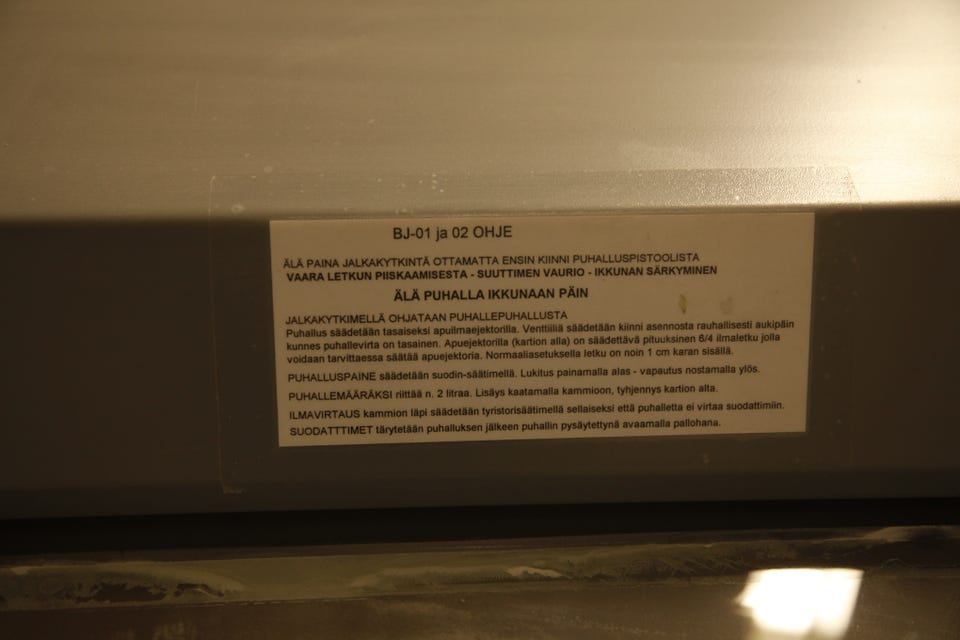 BJ-01 ja 02 OHJE
ÄLÄ PAINA JALKAKYTKINTÄ OTTAMATTA ENSIN KIINNI PUHALLUSPISTOOLISTA
VAARA LETKUN PIISKAAMISESTA - SUUTTIMEN VAURIO - IKKUNAN SÄRKYMINEN
ÄLÄ PUHALLA IKKUNAAN PÄIN
JALKAKYTKIMELLÄ OHJATAAN PUHALLEPUHALLUSTA
Puhallus säädetään tasaiseksi apuilmaejektorilla. Venttiiliä säädetään kiinni asennosta rauhallisesti aukipäin
kunnes puhallevirta on tasainen. Apuejektorilla (kartion alla) on säädettävä pituuksinen 6/4 ilmaletku jolla
voidaan tarvittaessa säätää apuejektoria. Normaaliasetuksella letku on noin 1 cm karan sisällä.
PUHALLUSPAINE säädetään suodin-säätimellä. Lukitus painamalla alas - vapautus nostamalla ylös.
PUHALLEMÄÄRÄKSI riittää n. 2 litraa. Lisäys kaatamalla kammioon, tyhjennys kartion alta.
ILMAVIRTAUS kammion läpi säädetään tyristorisäätimellä sellaiseksi että puhalletta ei virtaa suodattimiin.
SUODATTTIMET tärytetään puhalluksen jälkeen puhallin pysäytettynä avaamalla pallohana.